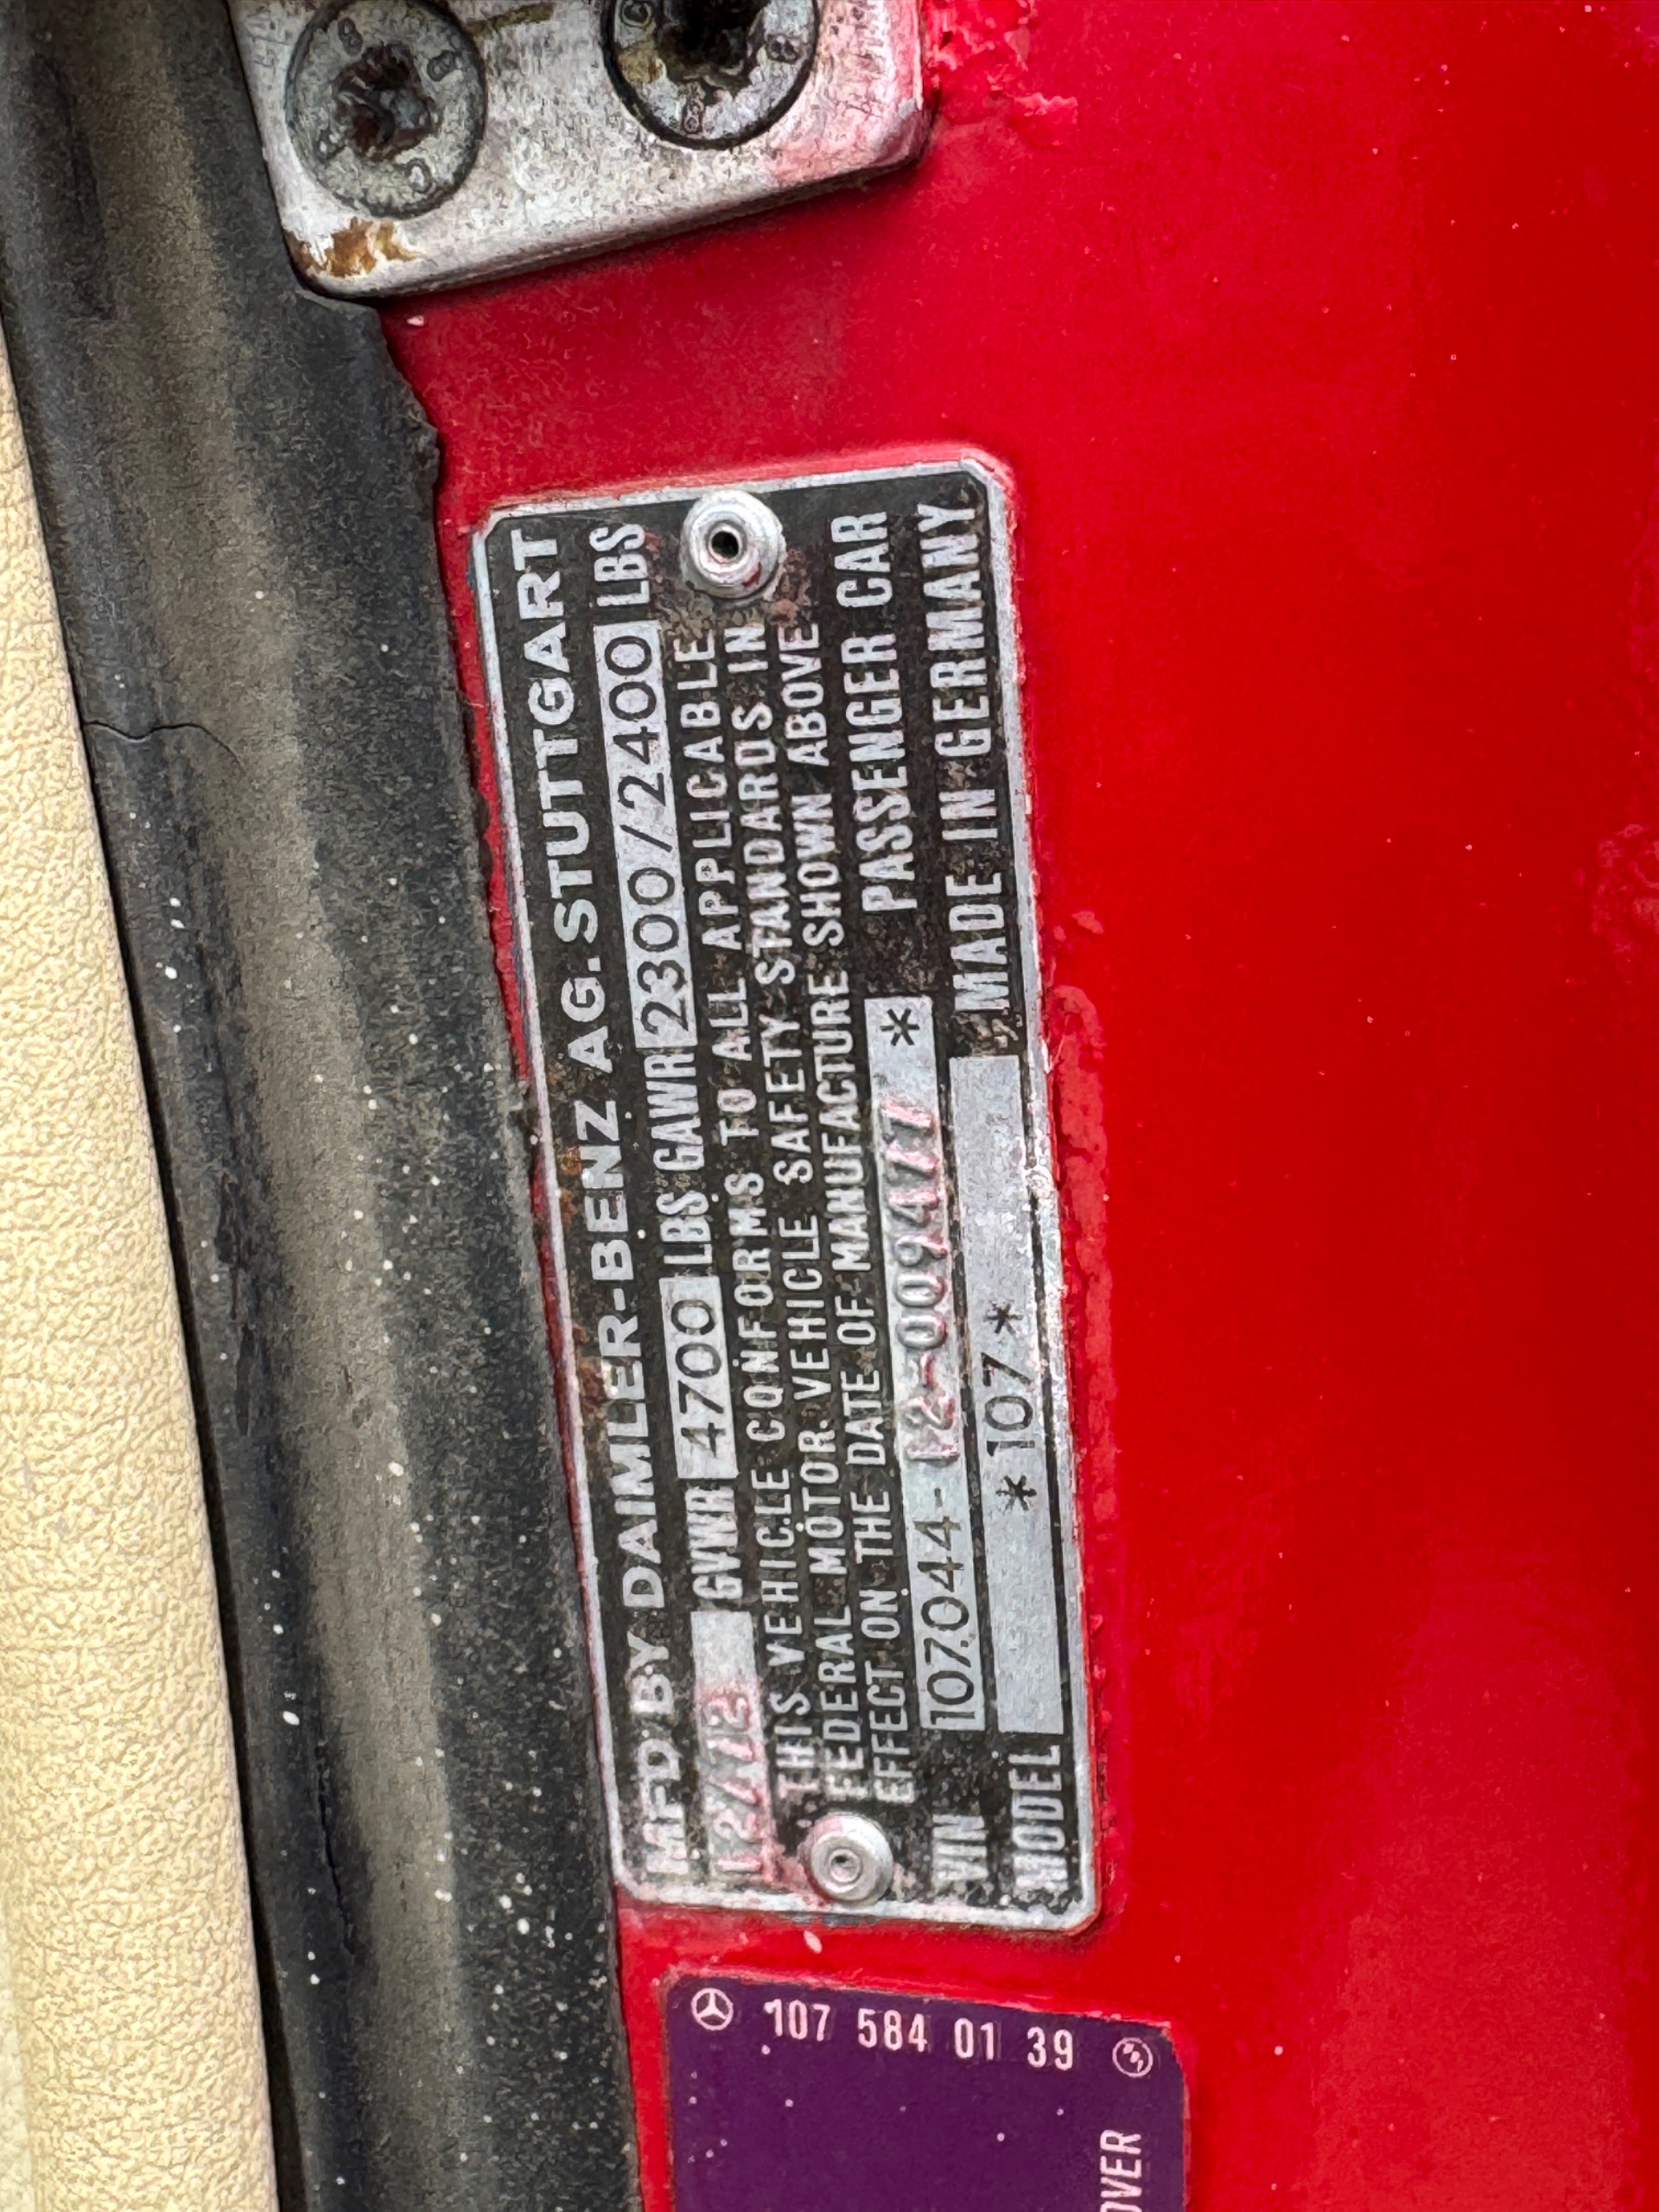 MFD BY DAIMLER-BENZ AG. STUTTGART
12/72 GVWR 4700 LBS GAWR 2300/2400 LBS
THIS VEHICLE CONFORMS TO ALL APPLICABLE
FEDERAL MOTOR VEHICLE SAFETY STANDARDS IN
EFFECT ON THE DATE OF MANUFACTURE SHOWN ABOVE
VIN 107.044-12-009477 * PASSENGER CAR
MODEL *107* MADE IN GERMANY
107 584 01 39
OVER
8.8